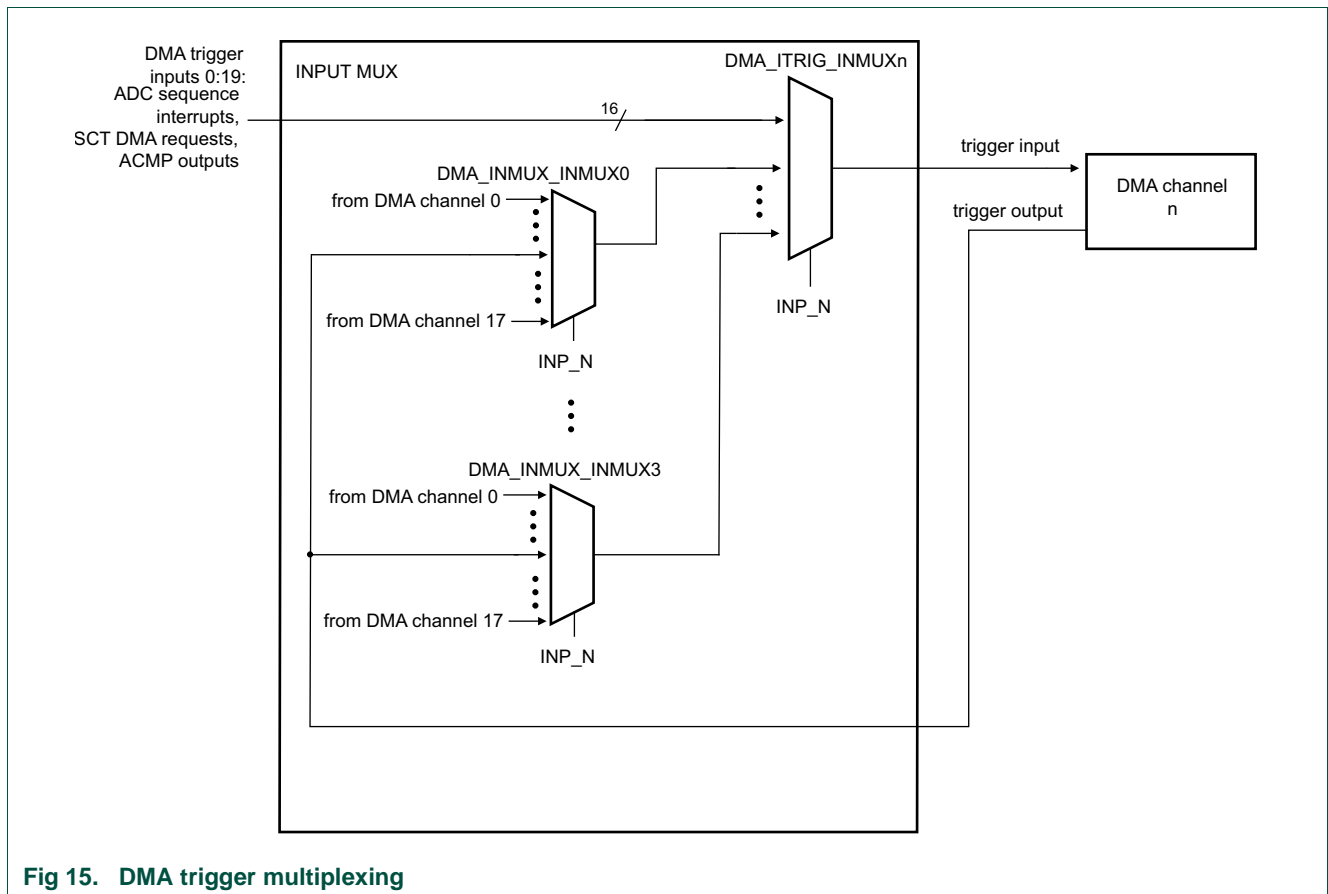 DMA trigger
inputs 0:19:
ADC sequence
interrupts,
SCT DMA requests,
ACMP outputs
INPUT MUX
DMA_ITRIG_INMUXn
16
DMA_INMUX_INMUX0
from DMA channel 0
from DMA channel 17
INP_N
INP_N
trigger input
trigger output
DMA channel
n
DMA_INMUX_INMUX3
from DMA channel 0
from DMA channel 17
INP_N
Fig 15. DMA trigger multiplexing